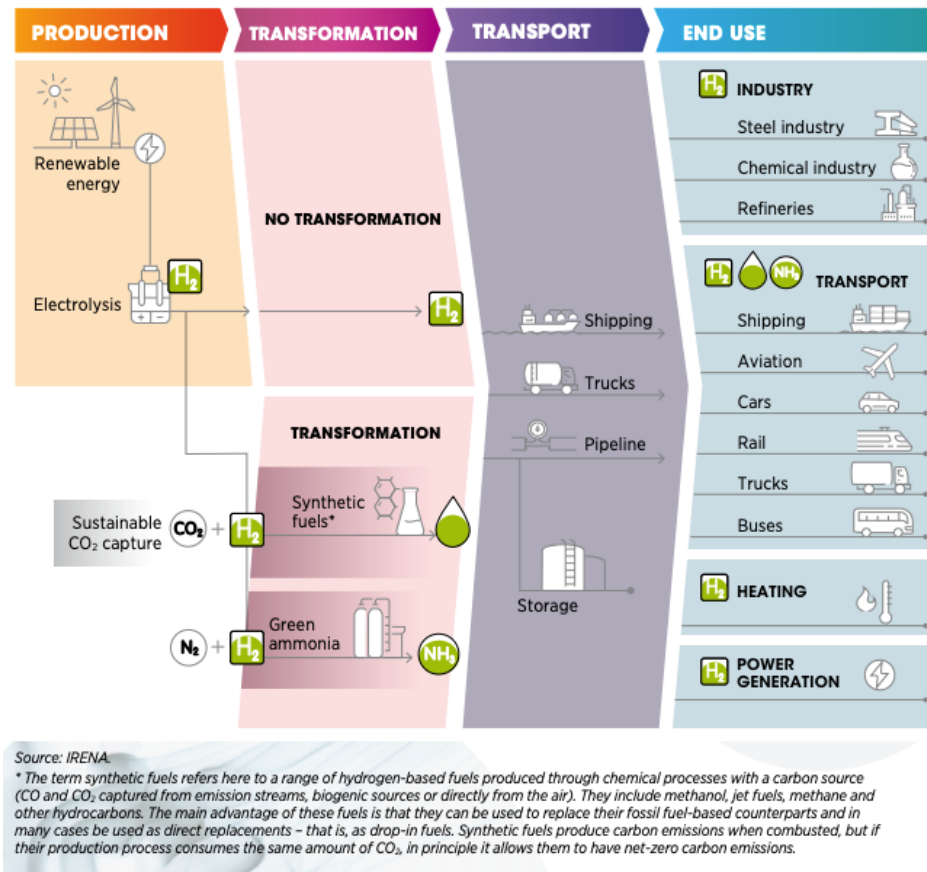 PRODUCTION
TRANSFORMATION
TRANSPORT
END USE
Renewable
energy
Electrolysis
H₂
NO TRANSFORMATION
H₂
TRANSFORMATION
Sustainable
CO₂ capture
CO₂ + H₂
Synthetic
fuels*
N₂ + H₂
Green
ammonia
NH₃
Shipping
Trucks
Pipeline
Storage
H₂ INDUSTRY
Steel industry
Chemical industry
Refineries
H₂ NH₃ TRANSPORT
Shipping
Aviation
Cars
Rail
Trucks
Buses
H₂ HEATING
H₂ POWER
GENERATION
Source: IRENA.
* The term synthetic fuels refers here to a range of hydrogen-based fuels produced through chemical processes with a carbon source
(CO and CO₂ captured from emission streams, biogenic sources or directly from the air). They include methanol, jet fuels, methane and
other hydrocarbons. The main advantage of these fuels is that they can be used to replace their fossil fuel-based counterparts and in
many cases be used as direct replacements – that is, as drop-in fuels. Synthetic fuels produce carbon emissions when combusted, but if
their production process consumes the same amount of CO₂, in principle it allows them to have net-zero carbon emissions.